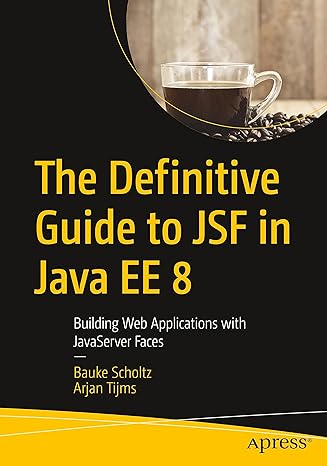 The Definitive
Guide to JSF in
Java EE 8
Building Web Applications with
JavaServer Faces
—
Bauke Scholtz
Arjan Tijms
Apress®